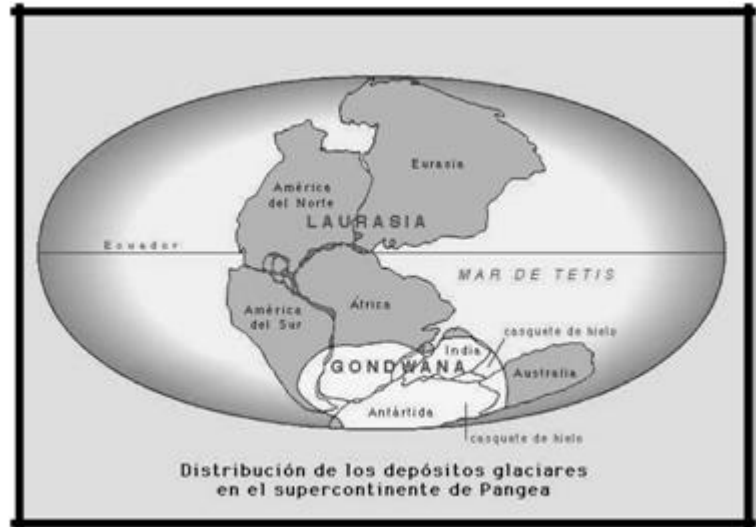 Eurasia
América
del Norte
LAURASIA
Ecuador
MAR DE TETIS
África
América
del Sur
casquete de hielo
India
GONDWANA
Australia
Antártida
casquete de hielo
Distribución de los depósitos glaciares
en el supercontinente de Pangea